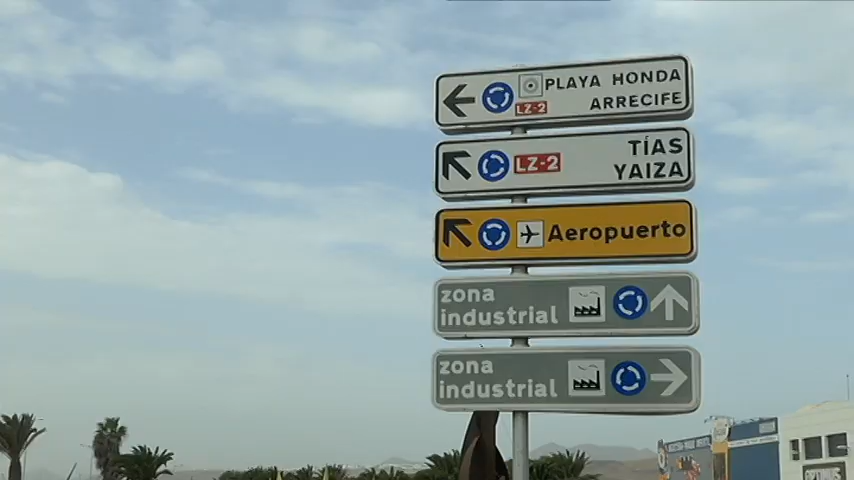 PLAYA HONDA
LZ-2 ARRECIFE
LZ-2 TÍAS
YAIZA
Aeropuerto
zona
industrial
zona
industrial